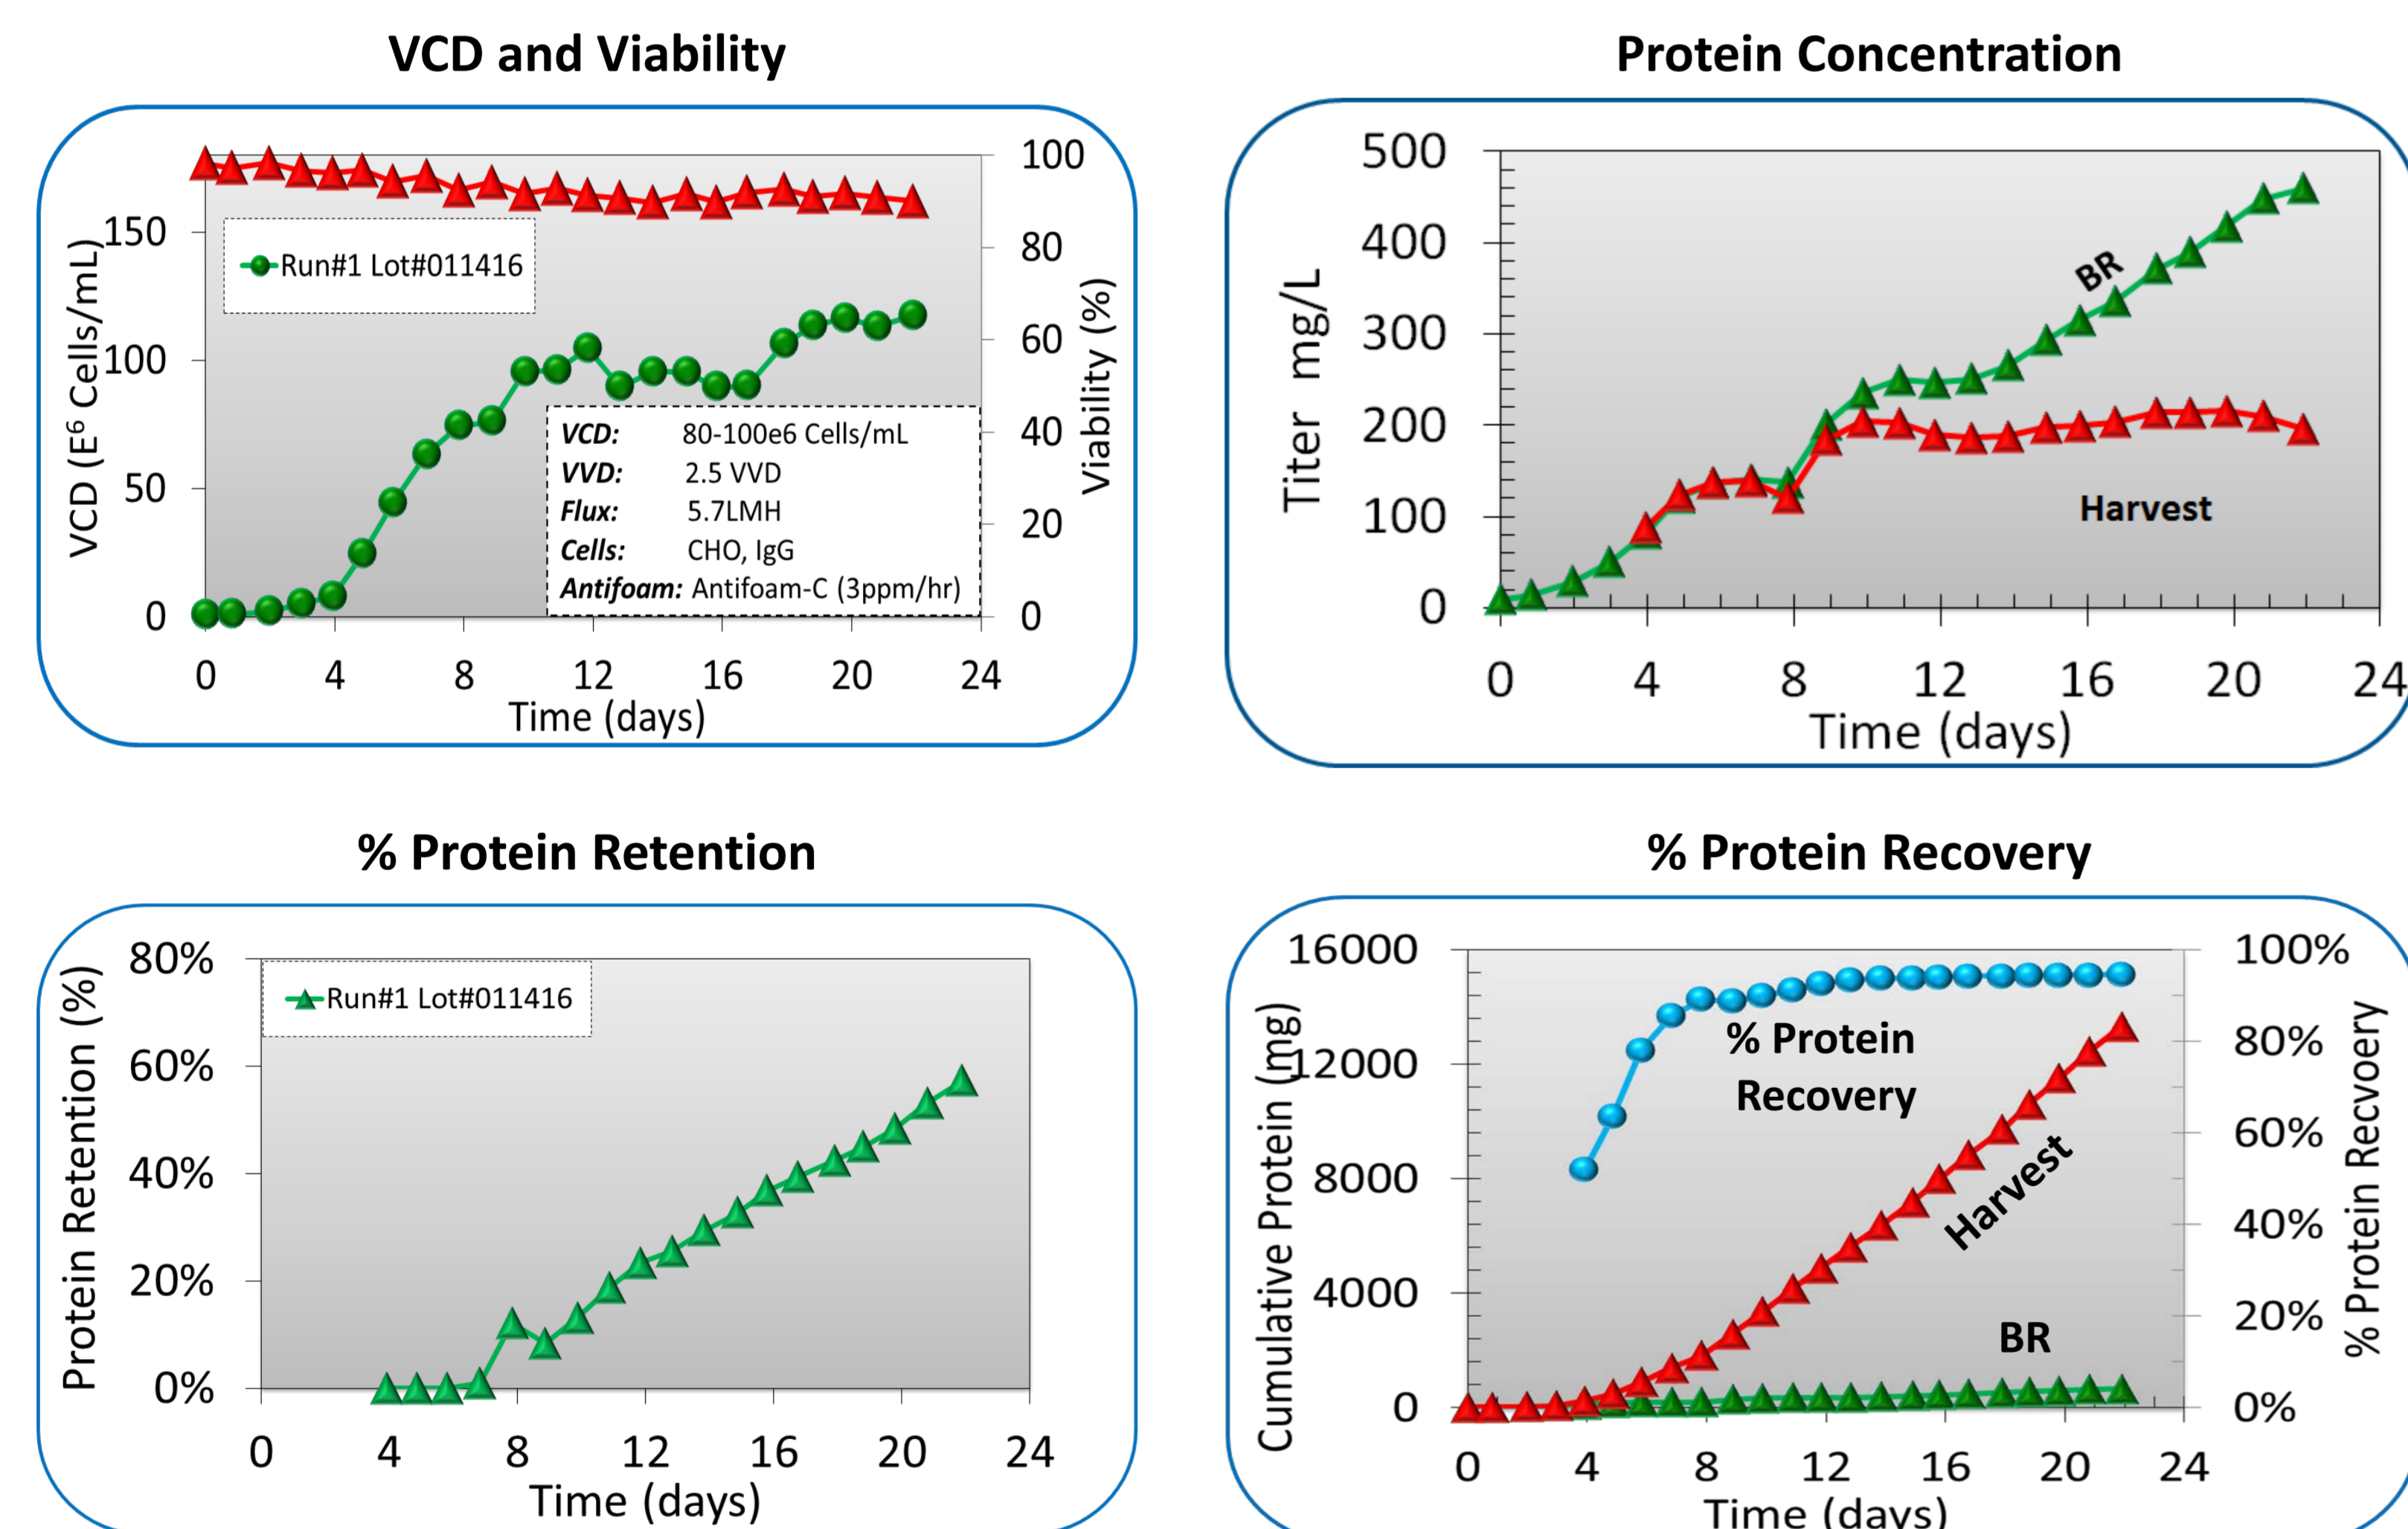 VCD and Viability
VCD (E⁶ Cells/mL)
150
100
50
0
100
80
60
40
20
0
Viability (%)
Run#1 Lot#011416
VCD: 80-100e6 Cells/mL
VVD: 2.5 VVD
Flux: 5.7LMH
Cells: CHO, IgG
Antifoam: Antifoam-C (3ppm/hr)
0 4 8 12 16 20 24
Time (days)
Protein Concentration
Titer mg/L
500
400
300
200
100
0
BR
Harvest
0 4 8 12 16 20 24
Time (days)
% Protein Retention
Protein Retention (%)
80%
60%
40%
20%
0%
Run#1 Lot#011416
0 4 8 12 16 20 24
Time (days)
% Protein Recovery
Cumulative Protein (mg)
16000
12000
8000
4000
0
100%
80%
60%
40%
20%
0%
% Protein Recvoery
% Protein
Recovery
Harvest
BR
0 4 8 12 16 20 24
Time (days)